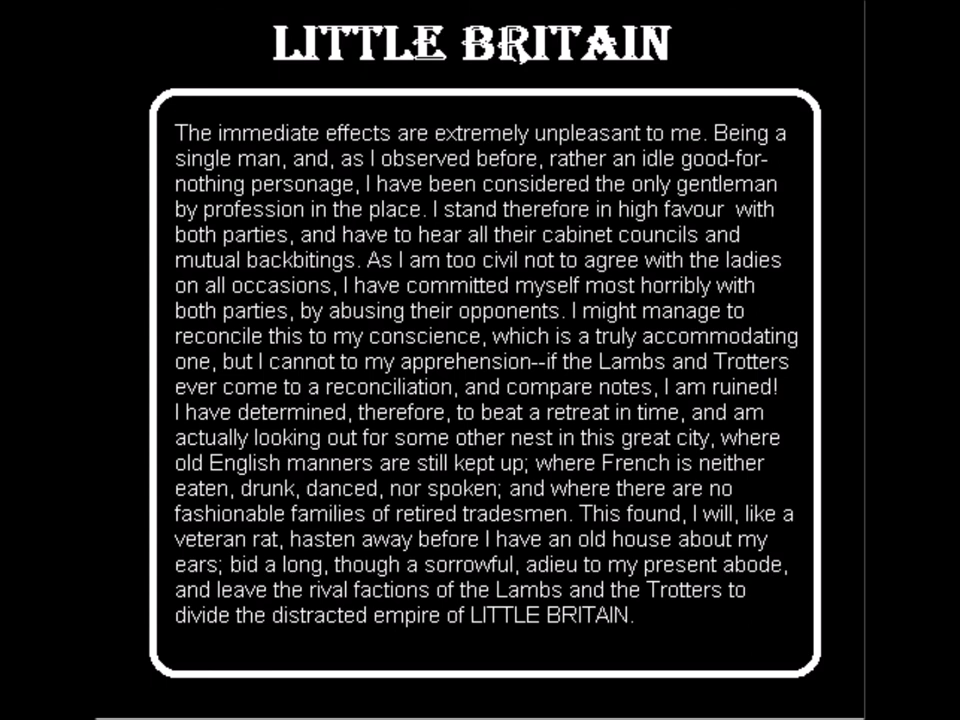 LITTLE BRITAIN
The immediate effects are extremely unpleasant to me. Being a
single man, and, as I observed before, rather an idle good-for-
nothing personage, I have been considered the only gentleman
by profession in the place. I stand therefore in high favour  with
both parties, and have to hear all their cabinet councils and
mutual backbitings. As I am too civil not to agree with the ladies
on all occasions, I have committed myself most horribly with
both parties, by abusing their opponents. I might manage to
reconcile this to my conscience, which is a truly accommodating
one, but I cannot to my apprehension--if the Lambs and Trotters
ever come to a reconciliation, and compare notes, I am ruined!
I have determined, therefore, to beat a retreat in time, and am
actually looking out for some other nest in this great city, where
old English manners are still kept up; where French is neither
eaten, drunk, danced, nor spoken; and where there are no
fashionable families of retired tradesmen. This found, I will, like a
veteran rat, hasten away before I have an old house about my
ears; bid a long, though a sorrowful, adieu to my present abode,
and leave the rival factions of the Lambs and the Trotters to
divide the distracted empire of LITTLE BRITAIN.